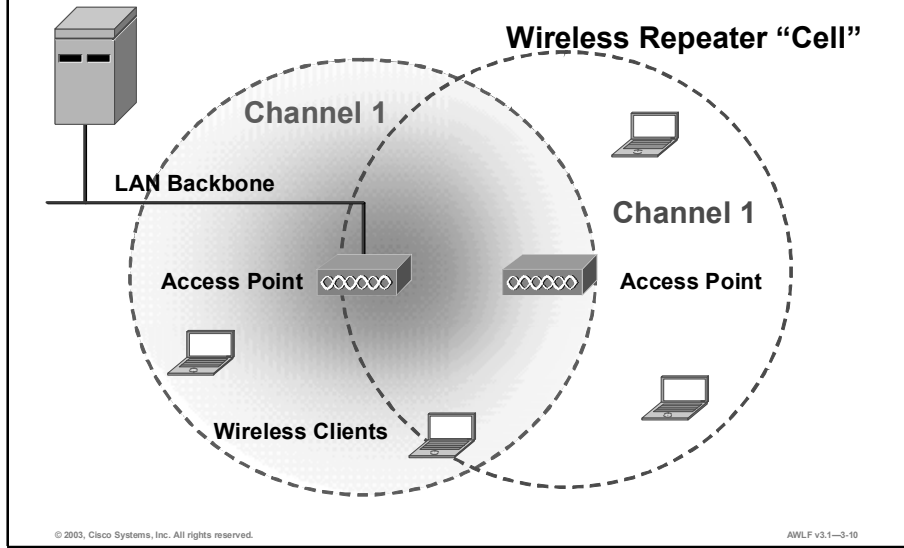 Wireless Repeater “Cell”
Channel 1
LAN Backbone
Channel 1
Access Point
Access Point
Wireless Clients
© 2003, Cisco Systems, Inc. All rights reserved.
AWLF v3.1—3-10